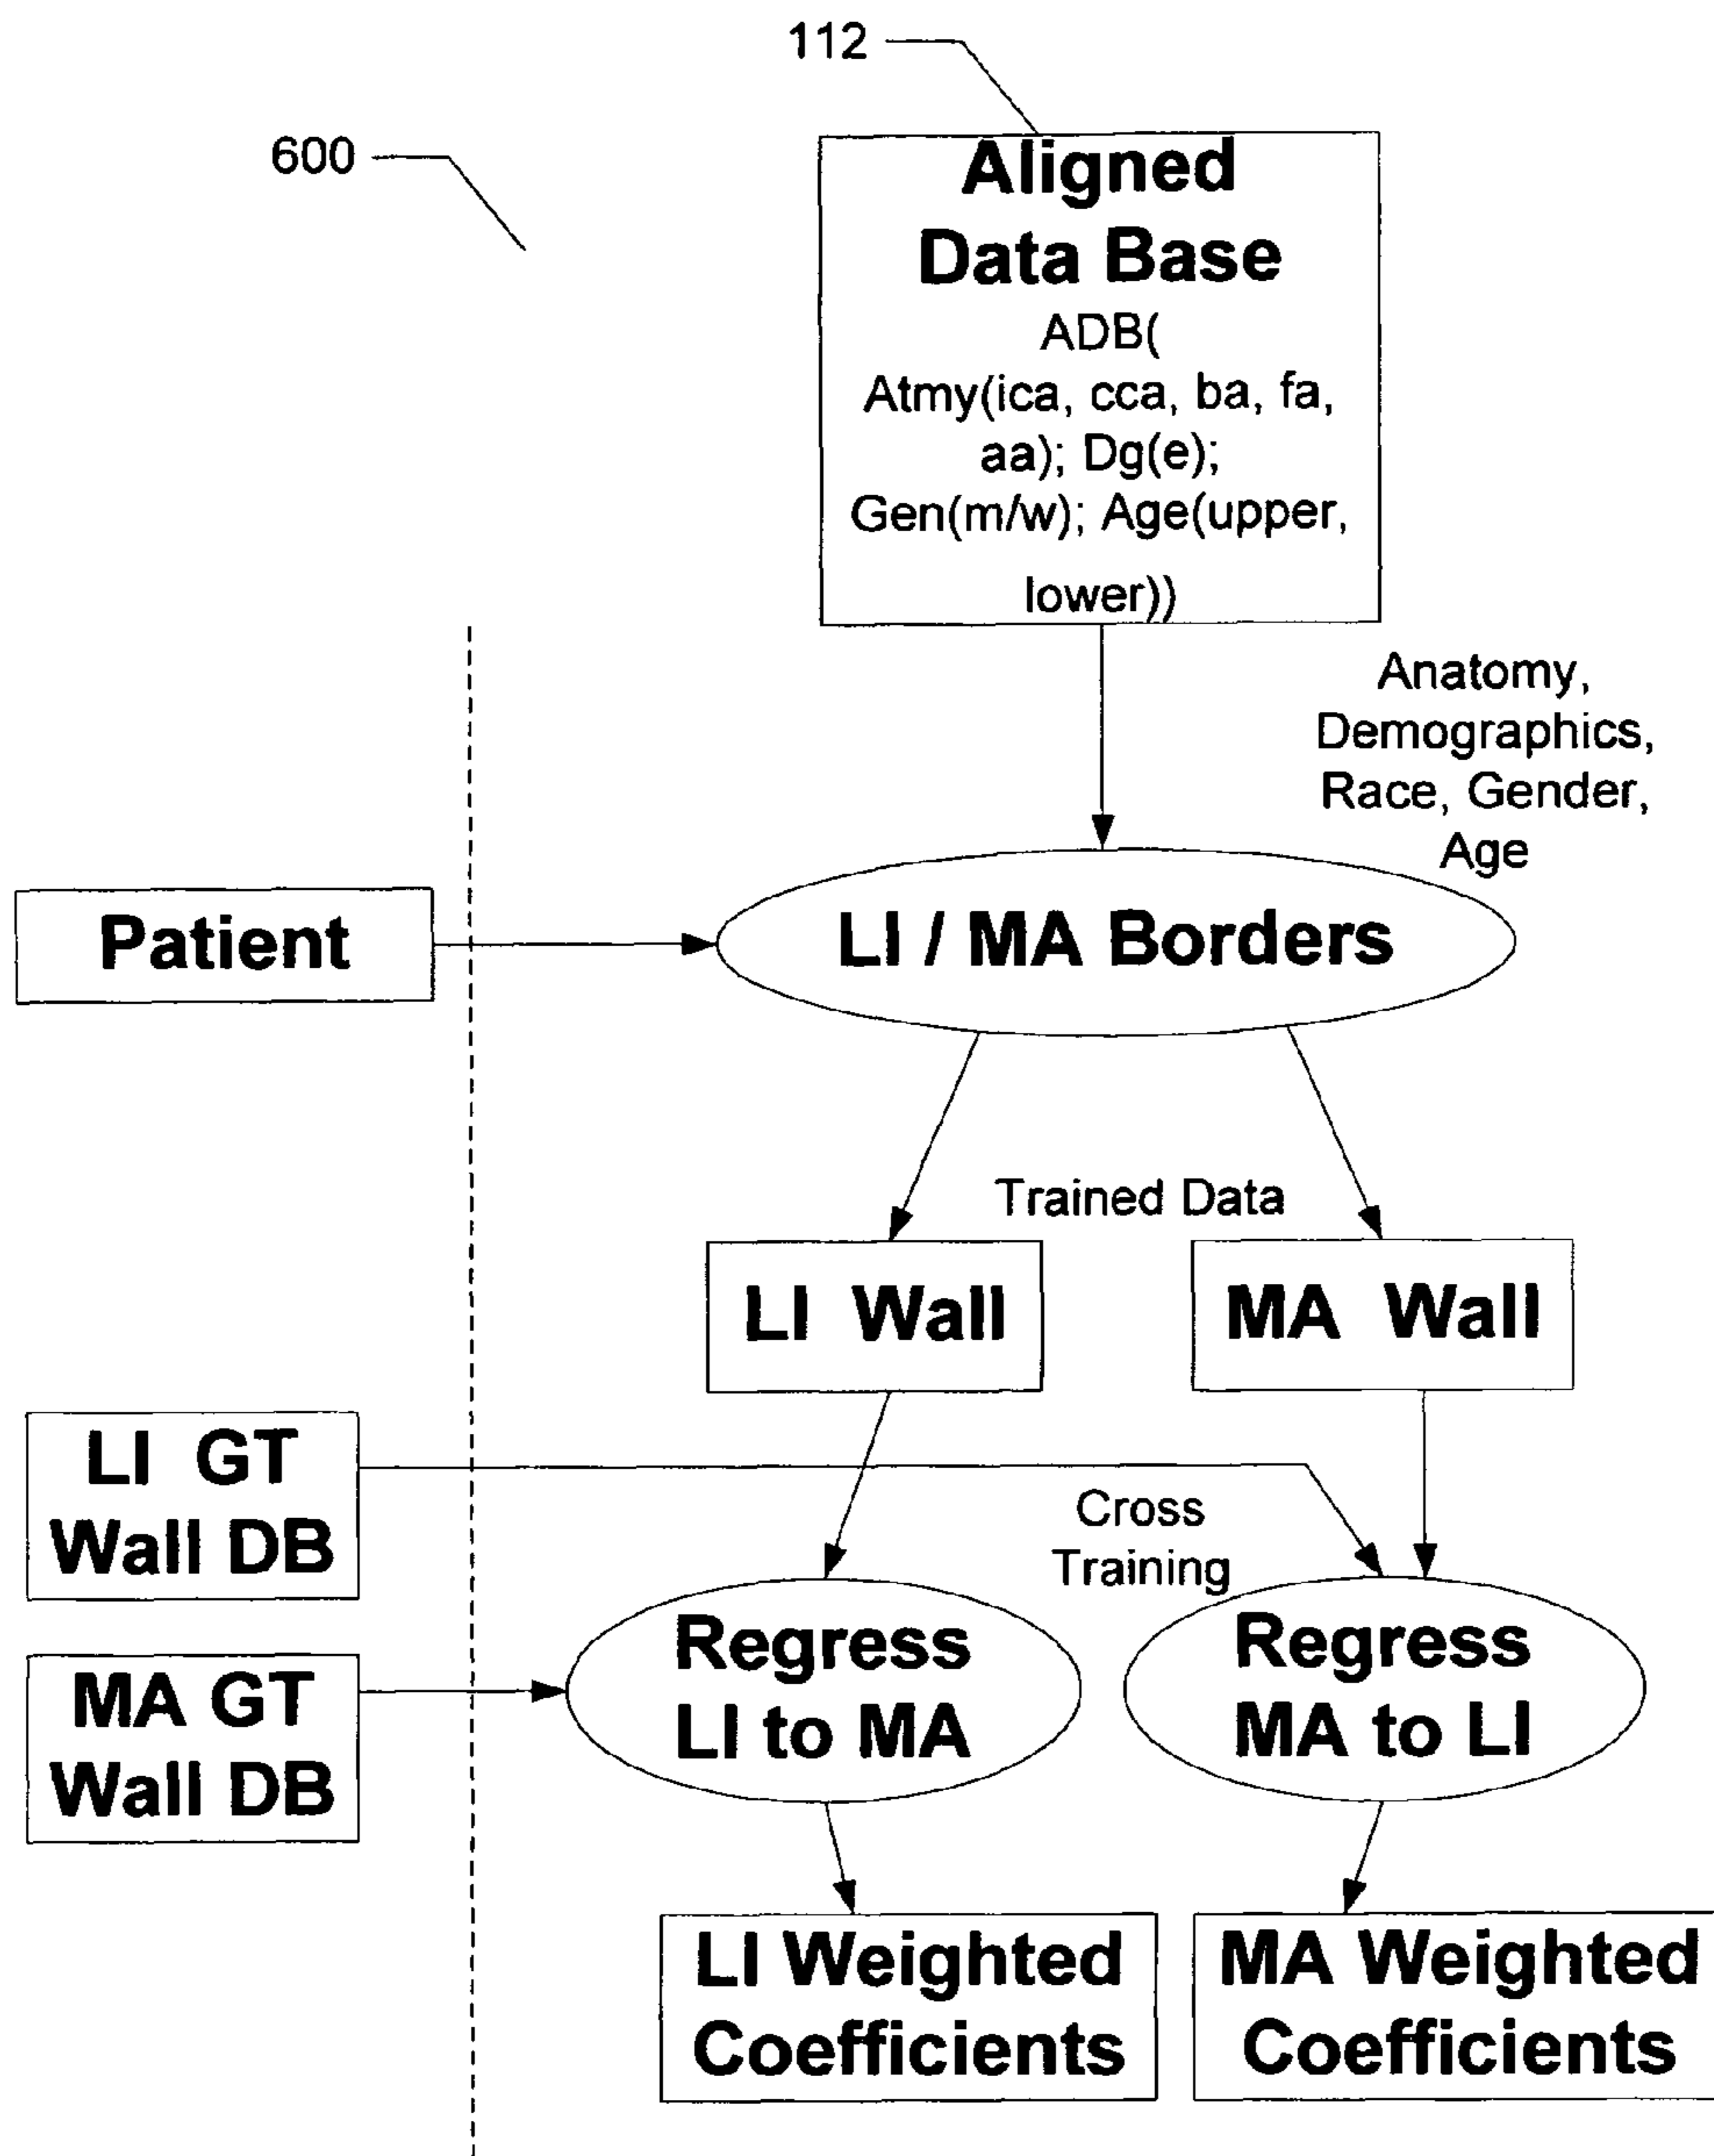 112
600
Aligned
Data Base
ADB(
Atmy(ica, cca, ba, fa,
aa); Dg(e);
Gen(m/w); Age(upper,
lower))
Anatomy,
Demographics,
Race, Gender,
Age
Patient
LI / MA Borders
Trained Data
LI Wall
MA Wall
LI GT
Wall DB
Cross
Training
MA GT
Wall DB
Regress
LI to MA
Regress
MA to LI
LI Weighted
Coefficients
MA Weighted
Coefficients